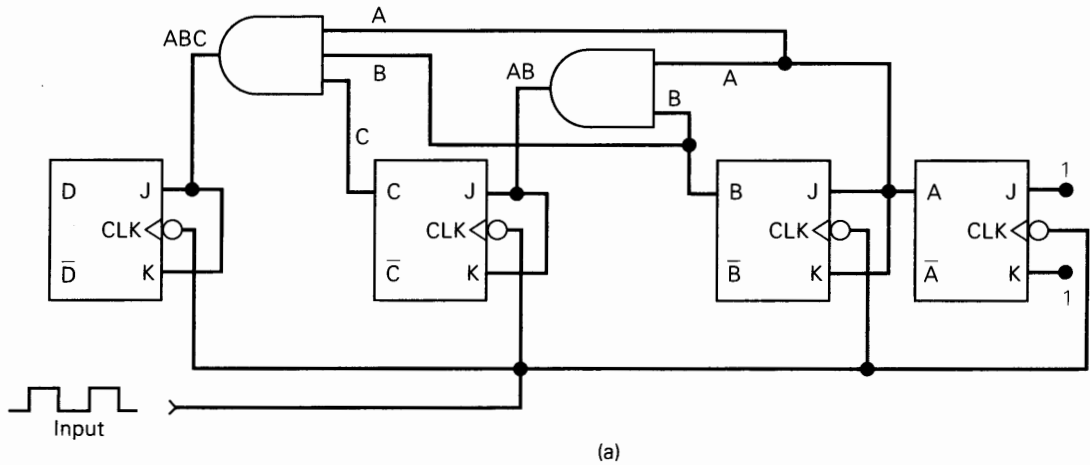 A
ABC
B
AB
A
B
C
D J
CLK
D̅ K
C J
CLK
C̅ K
B J
CLK
B̅ K
A J
CLK
A̅ K
1
1
Input
(a)